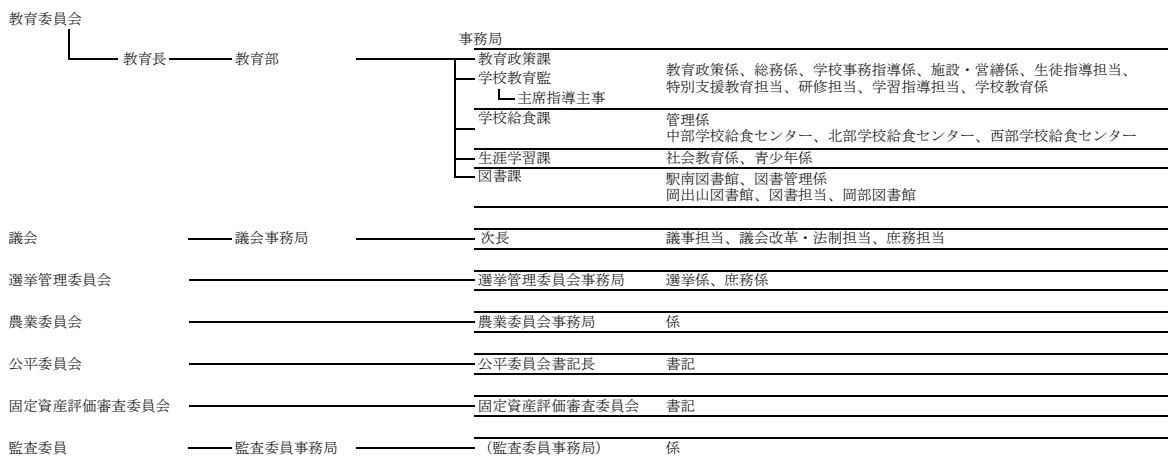 教育委員会
事務局
教育長 教育部 教育政策課 教育政策係、総務係、学校事務指導係、施設・営繕係、生徒指導担当、
学校教育監 特別支援教育担当、研修担当、学習指導担当、学校教育係
主席指導主事
学校給食課 管理係
中部学校給食センター、北部学校給食センター、西部学校給食センター
生涯学習課 社会教育係、青少年係
図書課 駅南図書館、図書管理係
岡出山図書館、図書担当、岡部図書館
議会 議会事務局 次長 議事担当、議会改革・法制担当、庶務担当
選挙管理委員会 選挙管理委員会事務局 選挙係、庶務係
農業委員会 農業委員会事務局 係
公平委員会 公平委員会書記長 書記
固定資産評価審査委員会 固定資産評価審査委員会 書記
監査委員 監査委員事務局 （監査委員事務局） 係